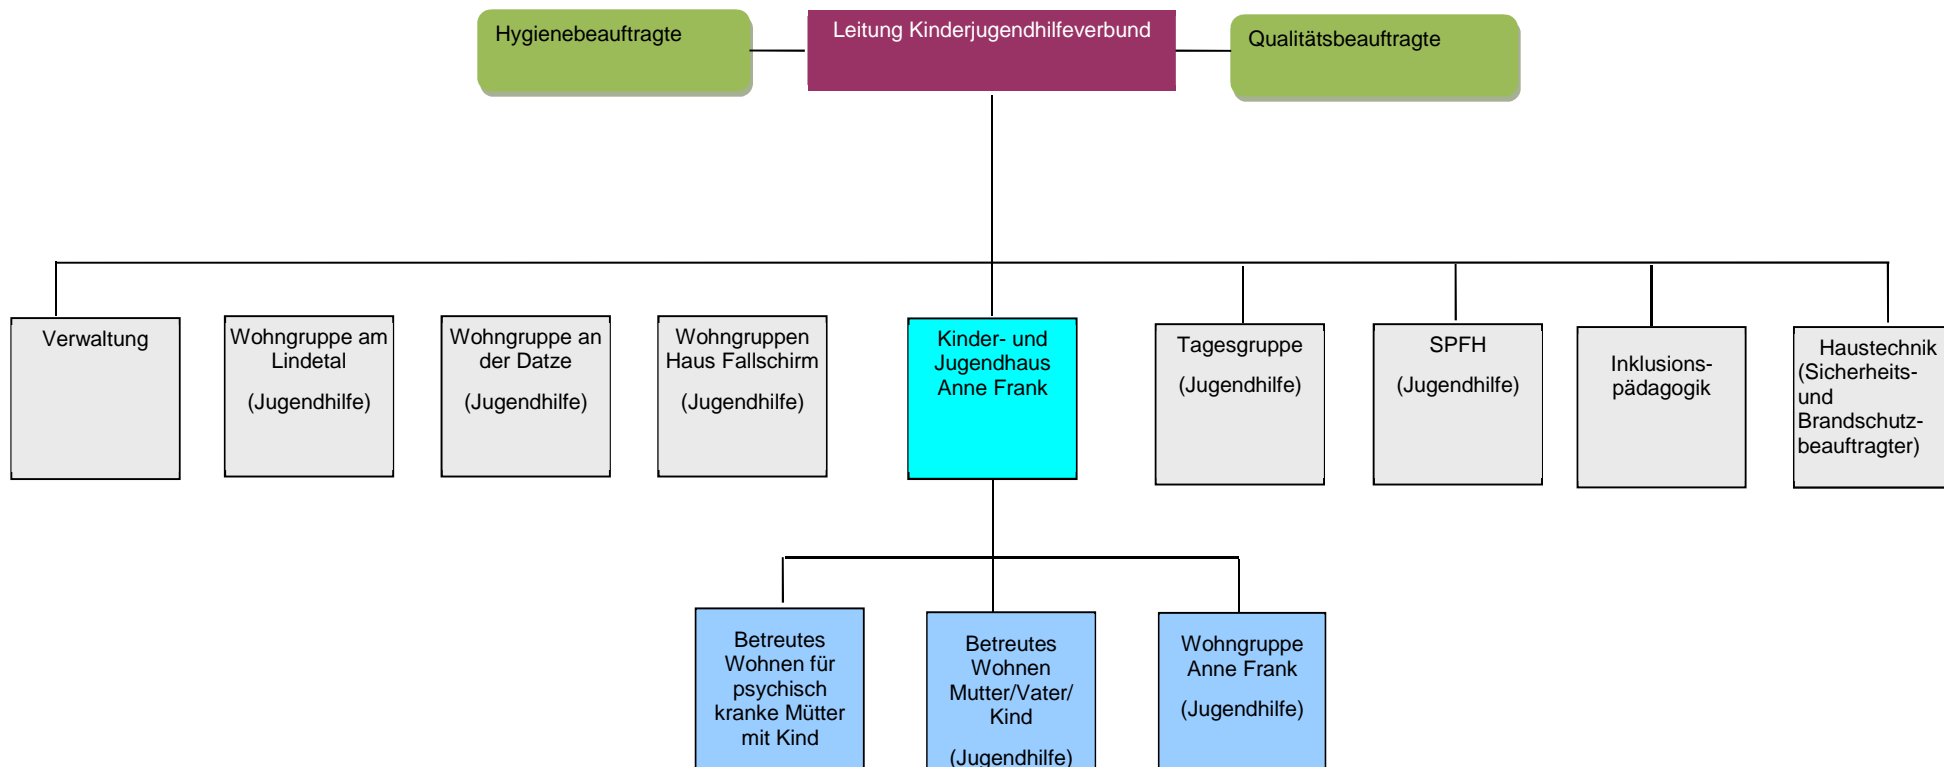 Hygienebeauftragte
Leitung Kinderjugendhilfeverbund
Qualitätsbeauftragte
Verwaltung
Wohngruppe am
Lindetal
(Jugendhilfe)
Wohngruppe an
der Datze
(Jugendhilfe)
Wohngruppen
Haus Fallschirm
(Jugendhilfe)
Kinder- und
Jugendhaus
Anne Frank
Tagesgruppe
(Jugendhilfe)
SPFH
(Jugendhilfe)
Inklusions-
pädagogik
Haustechnik
(Sicherheits-
und
Brandschutz-
beauftragter)
Betreutes
Wohnen für
psychisch
kranke Mütter
mit Kind
Betreutes
Wohnen
Mutter/Vater/
Kind
(Jugendhilfe)
Wohngruppe
Anne Frank
(Jugendhilfe)